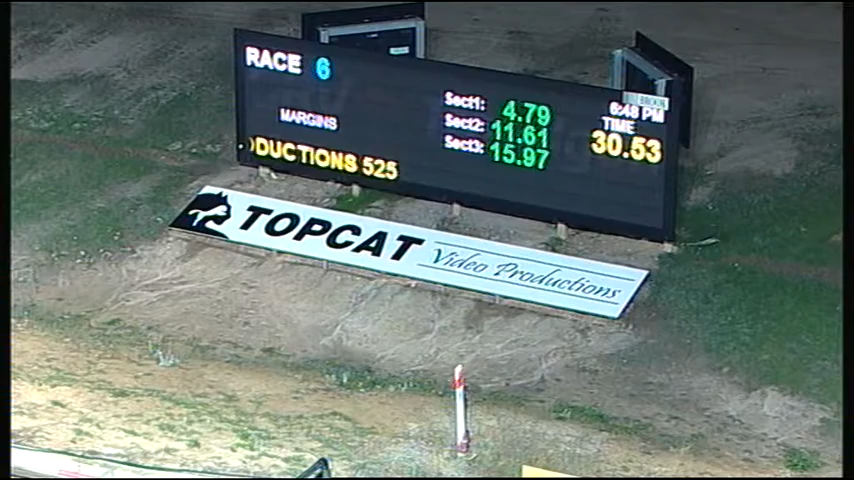 RACE 6
MARGINS
DUCTIONS 525
Sect1: 4.79
Sect2: 11.61
Sect3: 15.97
6:48 PM
TIME
30.53
TOPCAT Video Productions